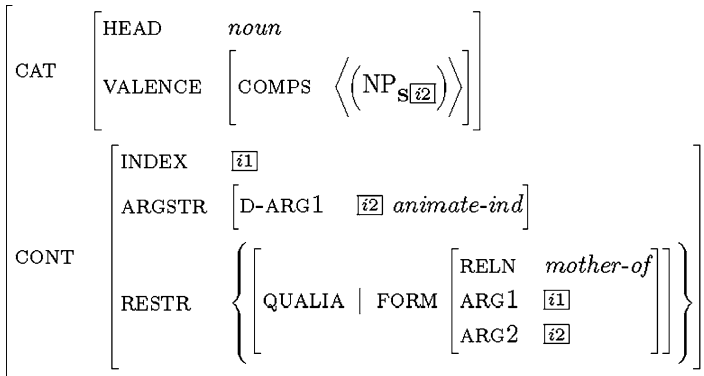 HEAD noun
CAT
VALENCE [COMPS ⟨(NP_S[i2])⟩]
INDEX [i1]
ARGSTR [D-ARG1 [i2] animate-ind]
CONT
RELN mother-of
RESTR {[QUALIA | FORM ARG1 [i1]]}
ARG2 [i2]